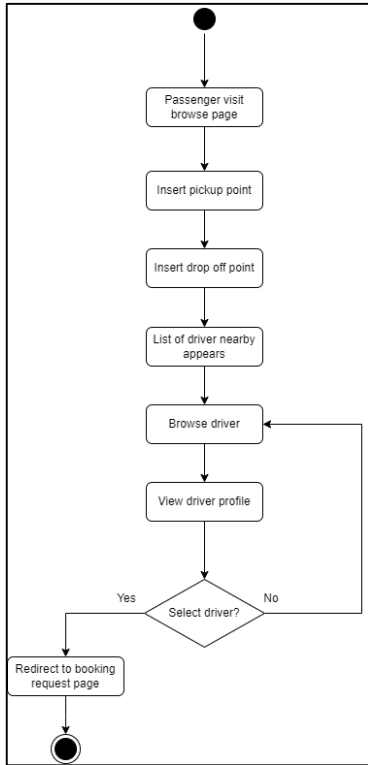 Passenger visit
browse page
Insert pickup point
Insert drop off point
List of driver nearby
appears
Browse driver
View driver profile
Yes
No
Select driver?
Redirect to booking
request page